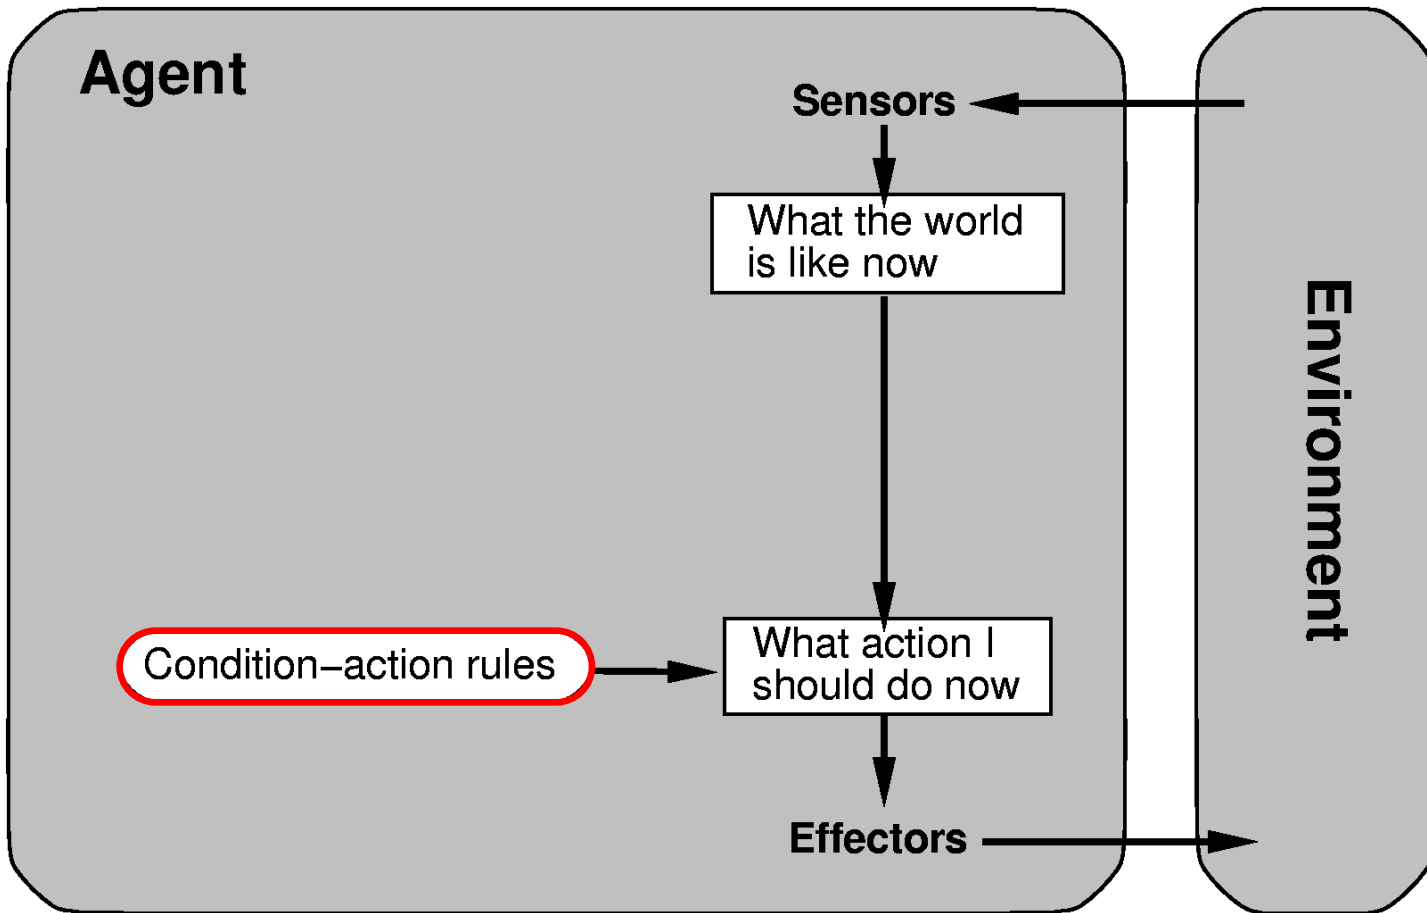 Agent
Sensors
What the world
is like now
Environment
Condition−action rules
What action I
should do now
Effectors